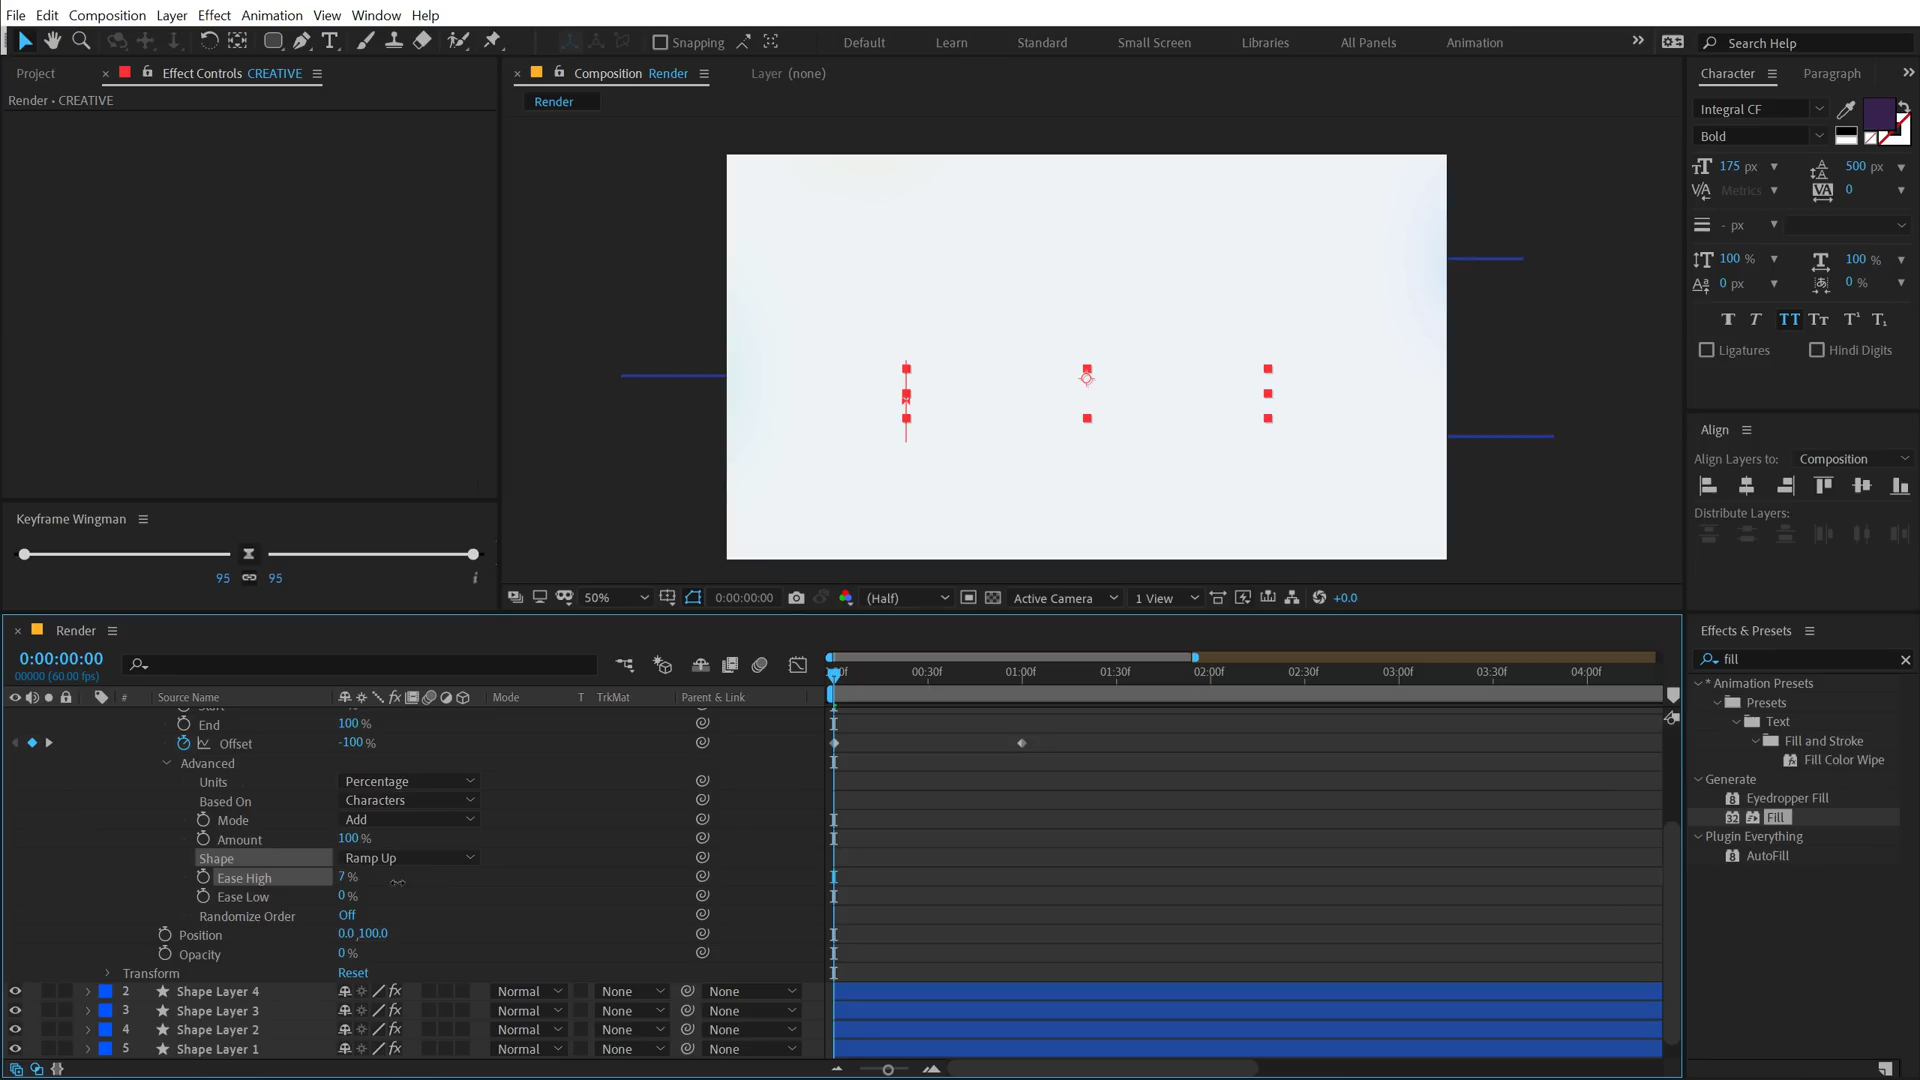 File Edit Composition Layer Effect Animation View Window Help
Snapping Default Learn Standard Small Screen Libraries All Panels Animation Search Help
Project × Effect Controls CREATIVE × Composition Render Layer (none) Character Paragraph
Render • CREATIVE
Render
Integral CF
Bold
175 px 500 px
Metrics 0
- px
100 % 100 %
0 px 0 %
Ligatures Hindi Digits
Align
Align Layers to: Composition
Distribute Layers:
Keyframe Wingman
95 95
50% 0:00:00:00 (Half) Active Camera 1 View +0.0
× Render
0:00:00:00
00000 (60.00 fps)
00f 00:30f 01:00f 01:30f 02:00f 02:30f 03:00f 03:30f 04:00f
# Source Name Mode T TrkMat Parent & Link
End 100 %
Offset -100 %
Advanced
Units Percentage
Based On Characters
Mode Add
Amount 100 %
Shape Ramp Up
Ease High 7 %
Ease Low 0 %
Randomize Order Off
Position 0.0,100.0
Opacity 0 %
Transform Reset
2 Shape Layer 4 Normal None None
3 Shape Layer 3 Normal None None
4 Shape Layer 2 Normal None None
5 Shape Layer 1 Normal None None
Effects & Presets
fill
* Animation Presets
Presets
Text
Fill and Stroke
Fill Color Wipe
Generate
Eyedropper Fill
Fill
Plugin Everything
AutoFill